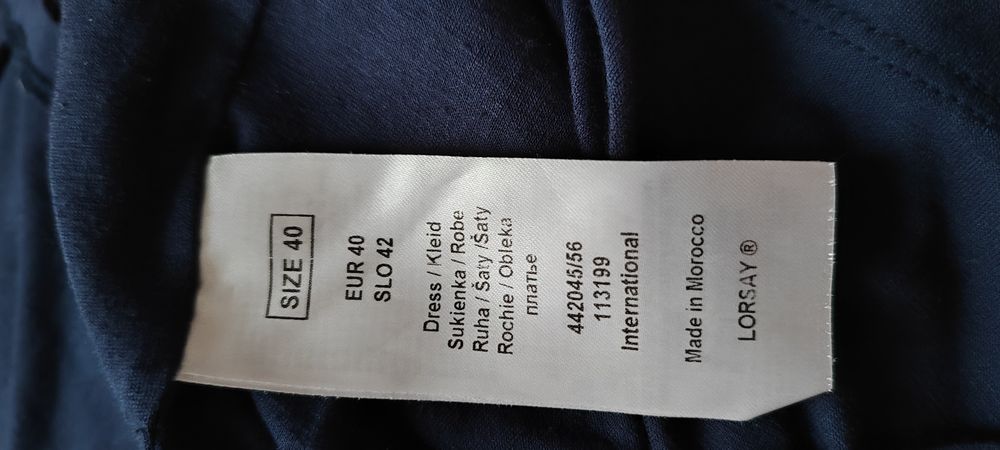 SIZE 40
EUR 40
SLO 42
Dress / Kleid
Sukienka / Robe
Ruha / Šaty /Šaty
Rochie / Obleka
платье
442045/56
113199
International
Made in Morocco
LORSAY ®